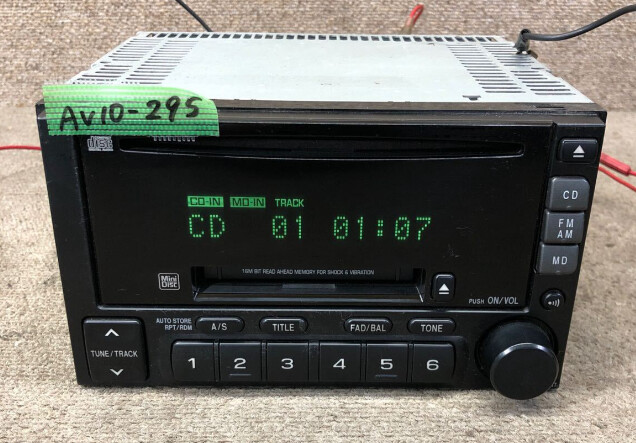 AV10-295
disc
CD-IN MD-IN TRACK
CD 01 01:07
CD
FM
AM
MD
16M BIT READ AHEAD MEMORY FOR SHOCK & VIBRATION
Mini
Disc
PUSH ON/VOL
AUTO STORE
RPT/RDM
A/S TITLE FAD/BAL TONE
TUNE/TRACK
1 2 3 4 5 6